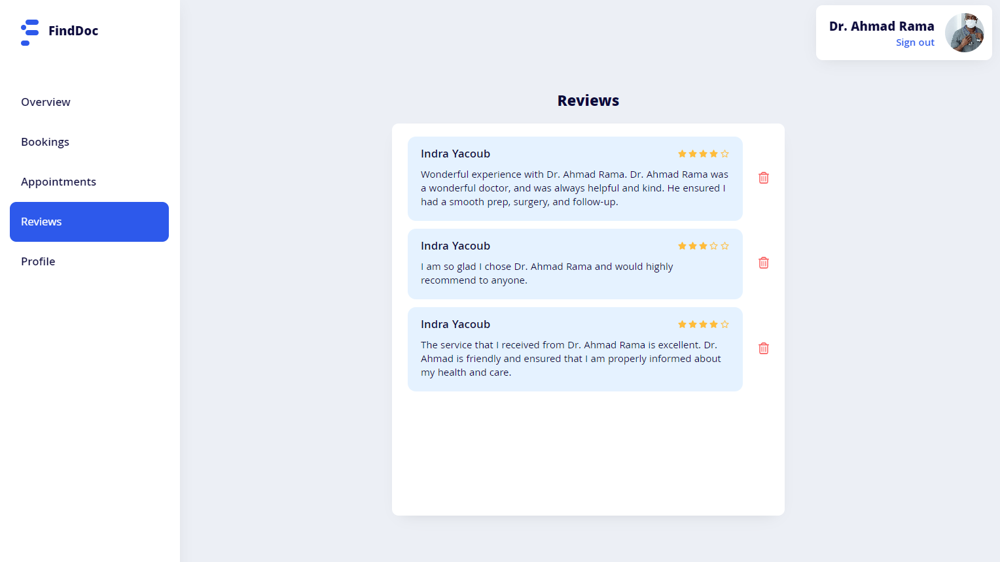 FindDoc
Dr. Ahmad Rama
Sign out
Overview
Bookings
Appointments
Reviews
Profile
Reviews
Indra Yacoub
Wonderful experience with Dr. Ahmad Rama. Dr. Ahmad Rama was
a wonderful doctor, and was always helpful and kind. He ensured I
had a smooth prep, surgery, and follow-up.
Indra Yacoub
I am so glad I chose Dr. Ahmad Rama and would highly
recommend to anyone.
Indra Yacoub
The service that I received from Dr. Ahmad Rama is excellent. Dr.
Ahmad is friendly and ensured that I am properly informed about
my health and care.